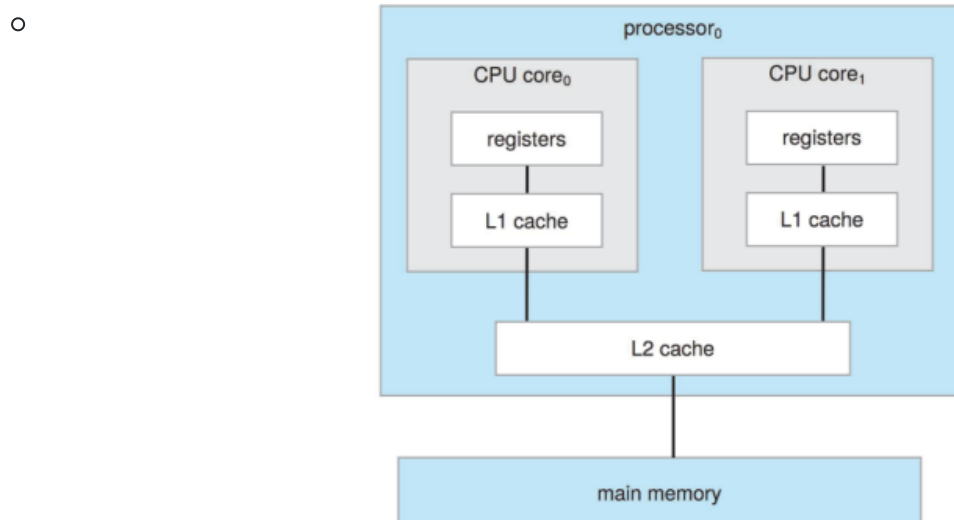 processor₀
CPU core₀
CPU core₁
registers
registers
L1 cache
L1 cache
L2 cache
main memory